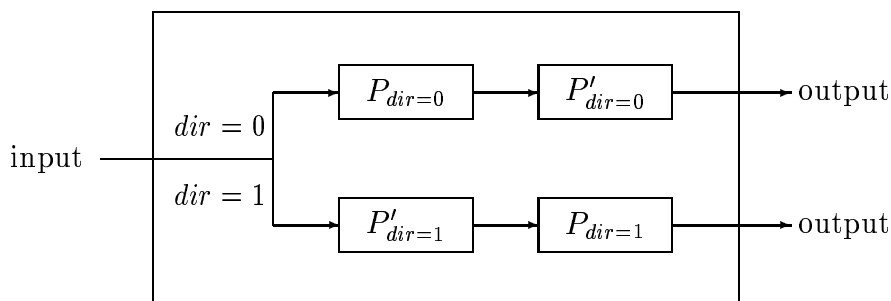 P_{dir=0} P'_{dir=0} output
dir = 0
input
dir = 1
P'_{dir=1} P_{dir=1} output